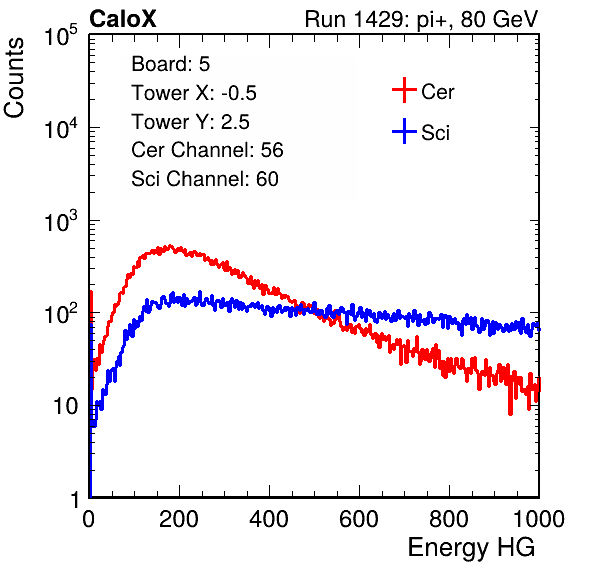 CaloX Run 1429: pi+, 80 GeV
Counts
Board: 5
Tower X: -0.5
Tower Y: 2.5
Cer Channel: 56
Sci Channel: 60
Cer
Sci
10^5
10^4
10^3
10^2
10
1
0 200 400 600 800 1000
Energy HG